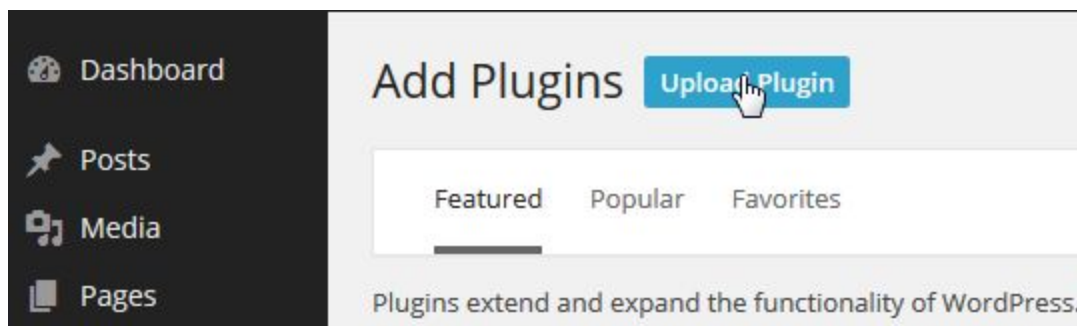 Dashboard
Posts
Media
Pages
Add Plugins
Upload Plugin
Featured Popular Favorites
Plugins extend and expand the functionality of WordPress.